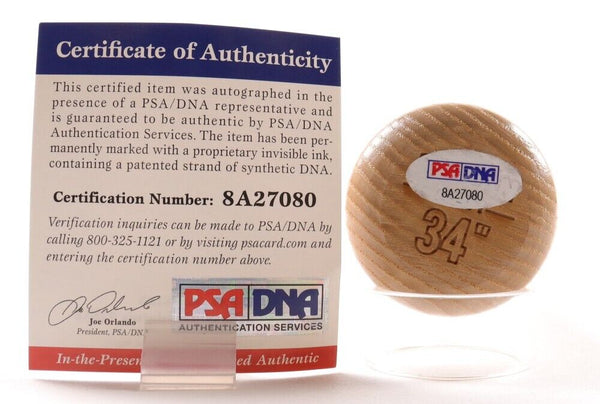 Certificate of Authenticity
This certified item was autographed in the
presence of a PSA/DNA representative and
is guaranteed to be authentic by PSA/DNA
Authentication Services. The item has been per-
manently marked with a proprietary invisible ink,
containing a patented strand of synthetic DNA.
Certification Number: 8A27080
Verification inquiries can be made to PSA/DNA by
calling 800-325-1121 or by visiting psacard.com and
and entering the certification number above.
Joe Orlando
President, PSA/DNA
PSA DNA
AUTHENTICATION SERVICES
In-the-Presen ed Authentic
PSA DNA
8A27080
34"